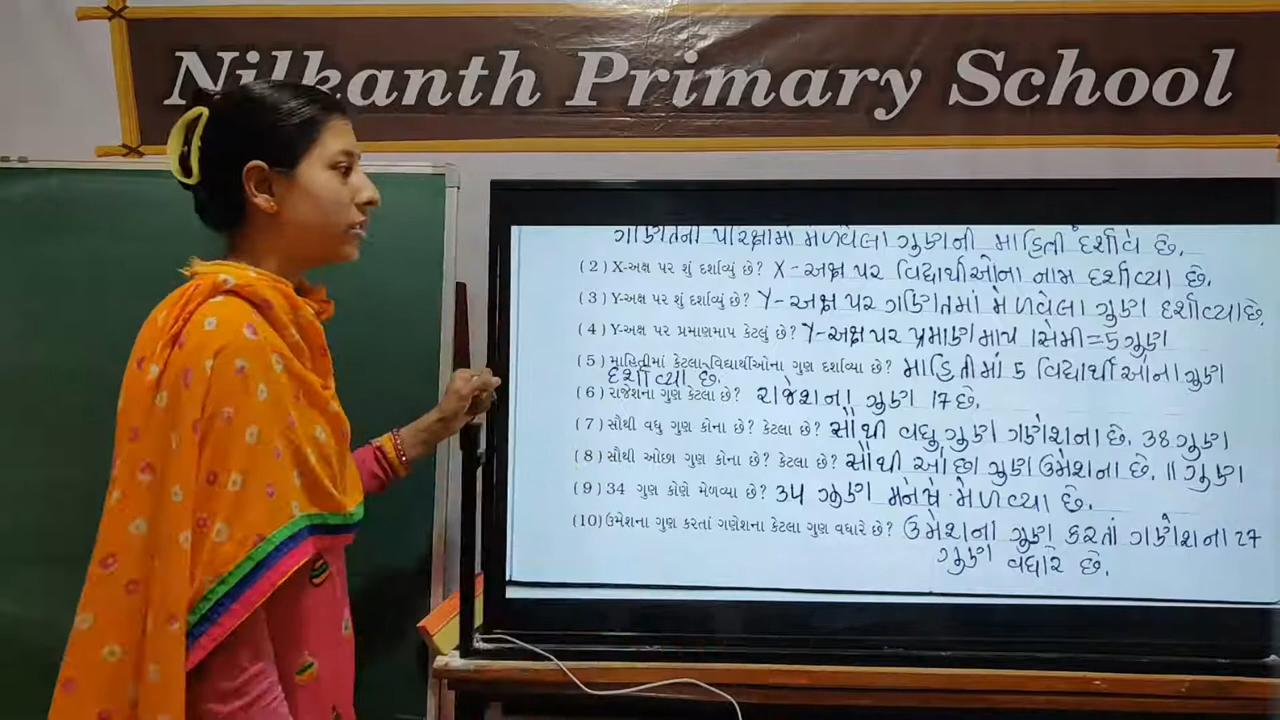 Nilkanth Primary School
ગણિતની પરિક્ષામાં મેળવેલા ગુણની માહિતી દર્શાવે છે.
(2) X-અક્ષ પર શું દર્શાવ્યું છે? X-અક્ષ પર વિદ્યાર્થીઓના નામ દર્શાવ્યા છે.
(3) Y-અક્ષ પર શું દર્શાવ્યું છે? Y-અક્ષ પર ગણિતમાં મેળવેલા ગુણ દર્શાવ્યા છે.
(4) Y-અક્ષ પર પ્રમાણમાપ કેટલું છે? Y-અક્ષ પર પ્રમાણમાપ 1સેમી=5ગુણ
(5) માહિતીમાં કેટલા વિદ્યાર્થીઓના ગુણ દર્શાવ્યા છે? માહિતીમાં 5 વિદ્યાર્થીઓના ગુણ
દર્શાવ્યા છે.
(6) રાજેશના ગુણ કેટલા છે? રાજેશના ગુણ 17 છે.
(7) સૌથી વધુ ગુણ કોના છે? કેટલા છે? સૌથી વધુ ગુણ ગણેશના છે. 38 ગુણ
(8) સૌથી ઓછા ગુણ કોના છે? કેટલા છે? સૌથી ઓછા ગુણ ઉમેશના છે. 11 ગુણ
(9) 34 ગુણ કોણે મેળવ્યા છે? 34 ગુણ મનેષે મેળવ્યા છે.
(10) ઉમેશના ગુણ કરતાં ગણેશના કેટલા ગુણ વધારે છે? ઉમેશના ગુણ કરતાં ગણેશના 27
ગુણ વધારે છે.